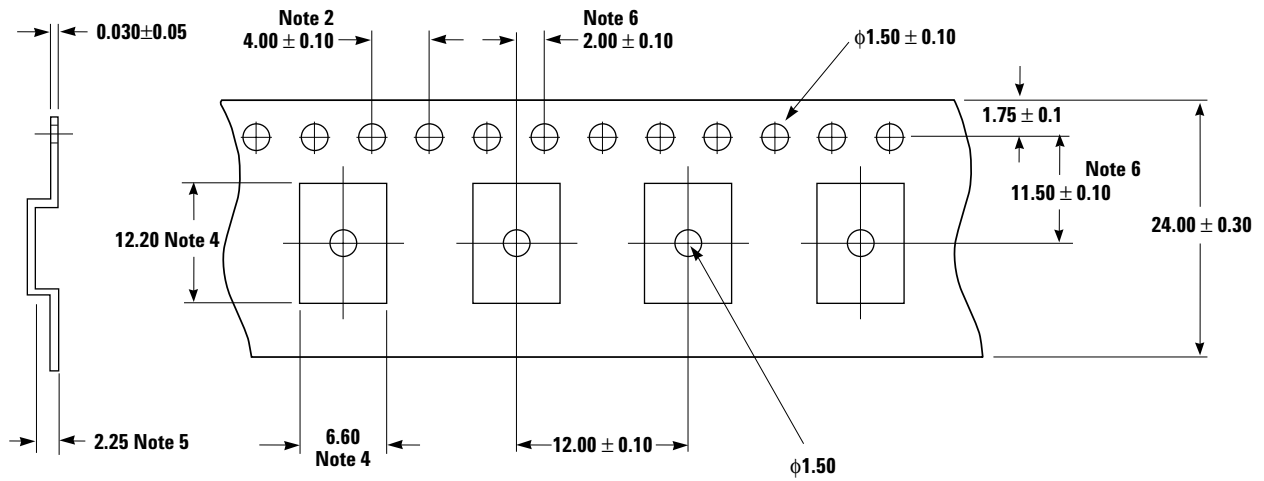 0.030±0.05
Note 2
4.00 ± 0.10
Note 6
2.00 ± 0.10
ϕ1.50 ± 0.10
1.75 ± 0.1
Note 6
11.50 ± 0.10
12.20 Note 4
24.00 ± 0.30
2.25 Note 5
6.60
Note 4
12.00 ± 0.10
ϕ1.50